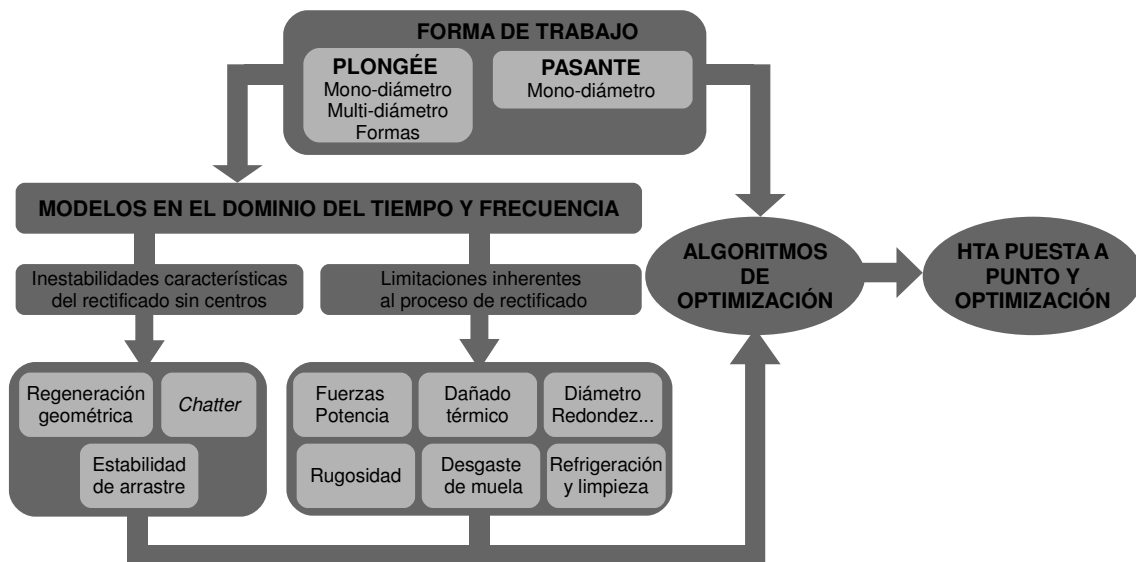 FORMA DE TRABAJO
PLONGÉE
Mono-diámetro
Multi-diámetro
Formas
PASANTE
Mono-diámetro
MODELOS EN EL DOMINIO DEL TIEMPO Y FRECUENCIA
Inestabilidades características
del rectificado sin centros
Limitaciones inherentes
al proceso de rectificado
ALGORITMOS
DE
OPTIMIZACIÓN
HTA PUESTA A
PUNTO Y
OPTIMIZACIÓN
Regeneración
geométrica
Chatter
Estabilidad
de arrastre
Fuerzas
Potencia
Dañado
térmico
Diámetro
Redondez...
Rugosidad
Desgaste
de muela
Refrigeración
y limpieza